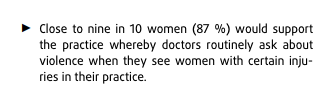 ► Close to nine in 10 women (87 %) would support
the practice whereby doctors routinely ask about
violence when they see women with certain inju-
ries in their practice.